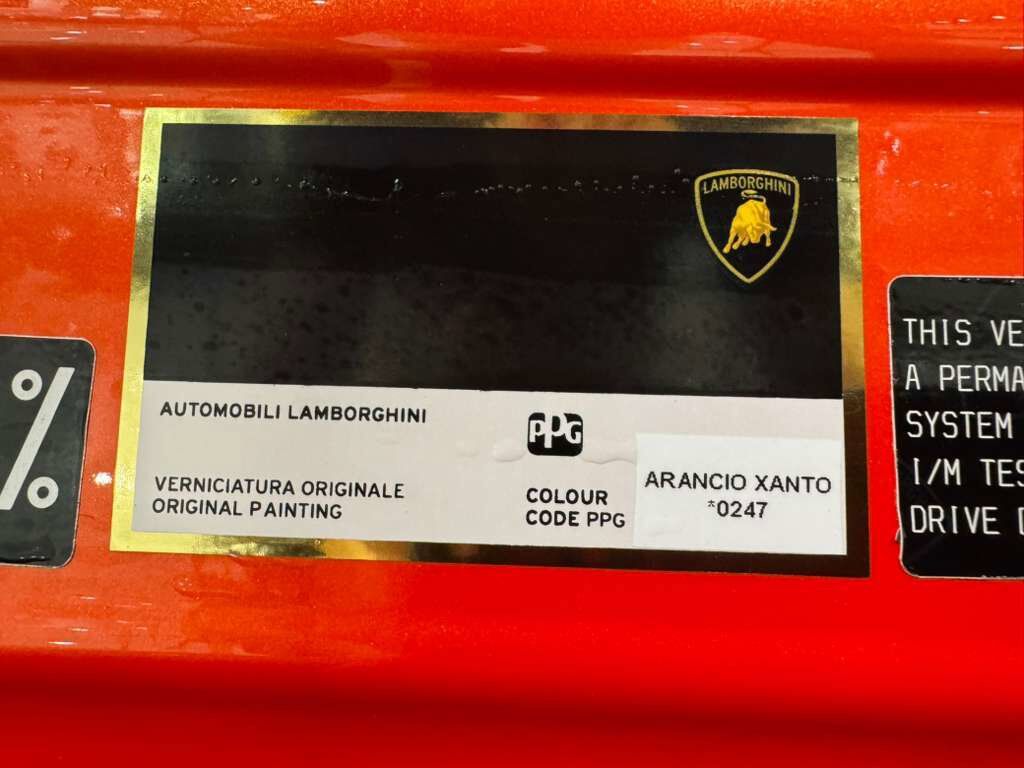 LAMBORGHINI
%
AUTOMOBILI LAMBORGHINI
PPG
VERNICIATURA ORIGINALE
ORIGINAL PAINTING
COLOUR
CODE PPG
ARANCIO XANTO
*0247
THIS VE
A PERMA
SYSTEM
I/M TES
DRIVE